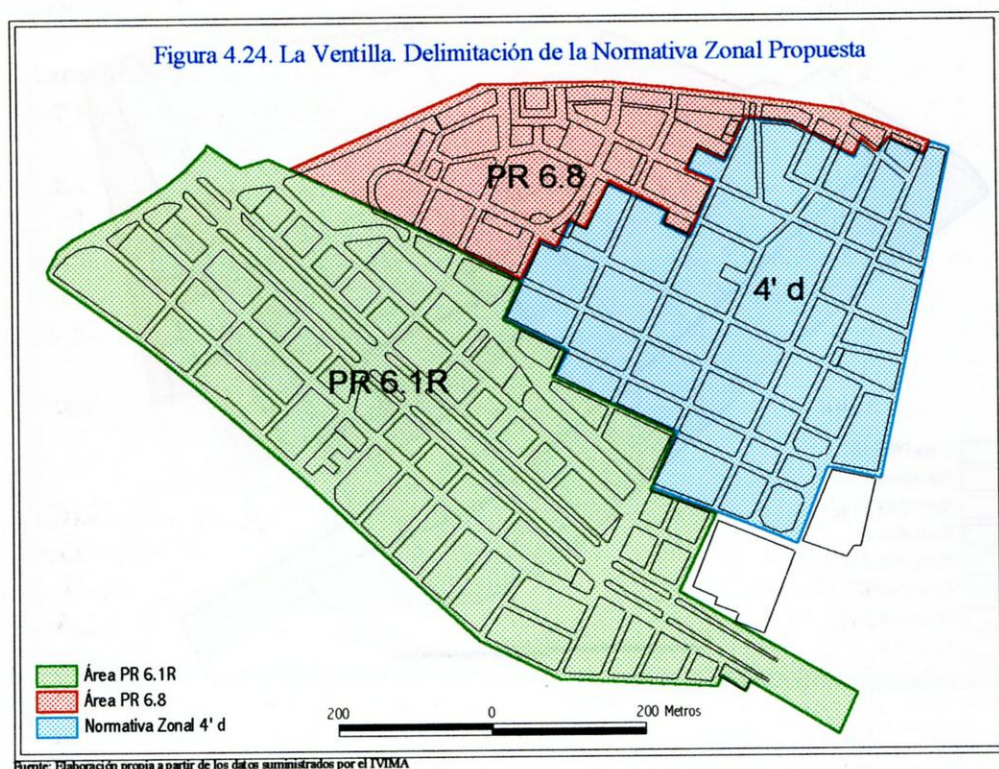 Figura 4.24. La Ventilla. Delimitación de la Normativa Zonal Propuesta
PR 6.8
4' d
PR 6.1R
Área PR 6.1R
Área PR 6.8
Normativa Zonal 4' d
200 0 200 Metros
Fuente: Elaboración propia a partir de los datos suministrados por el IVIMA